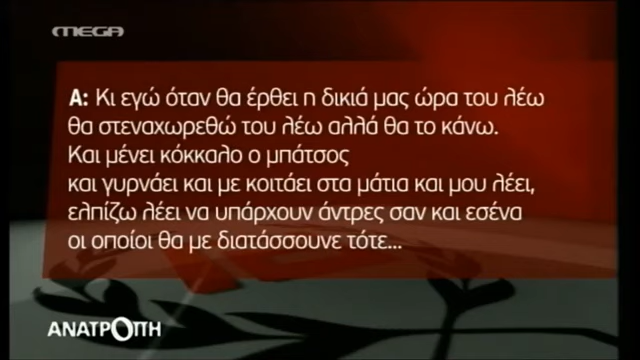 MEGA
Α: Κι εγώ όταν θα έρθει η δικιά μας ώρα του λέω
θα στεναχωρεθώ του λέω αλλά θα το κάνω.
Και μένει κόκκαλο ο μπάτσος
και γυρνάει και με κοιτάει στα μάτια και μου λέει,
ελπίζω λέει να υπάρχουν άντρες σαν και εσένα
οι οποίοι θα με διατάσσουνε τότε...
ΑΝΑΤΡΟΠΗ